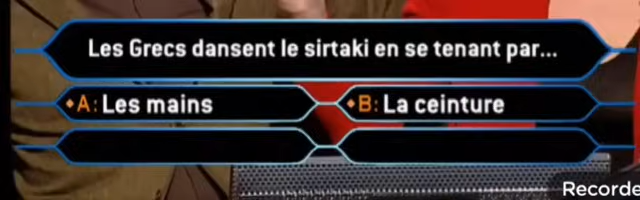 Les Grecs dansent le sirtaki en se tenant par...
A: Les mains
B: La ceinture
Recorde